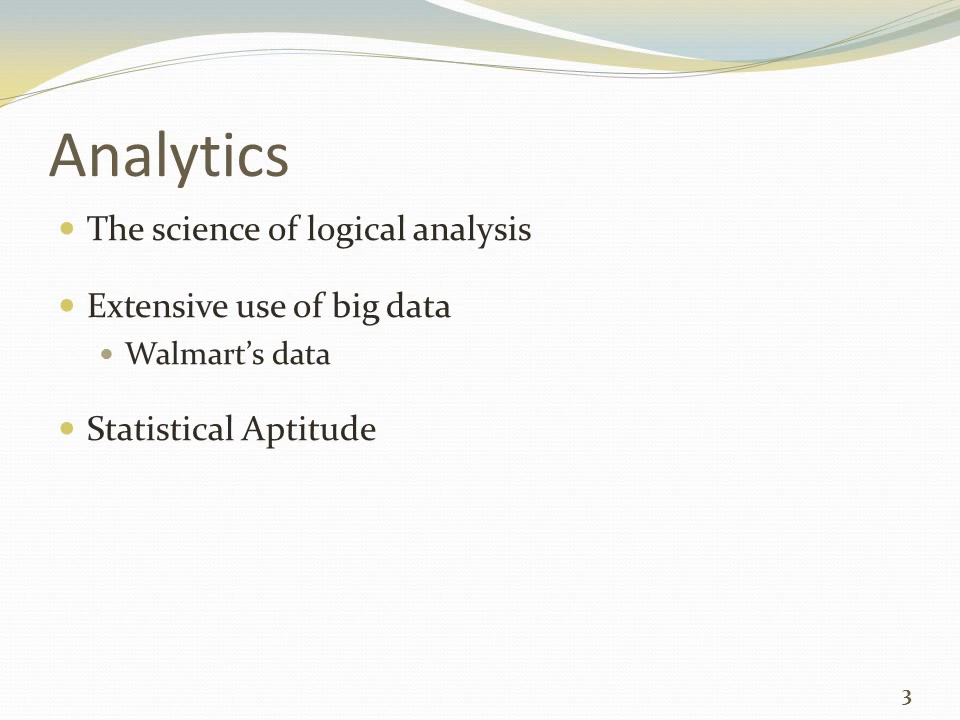 Analytics
The science of logical analysis
Extensive use of big data
Walmart’s data
Statistical Aptitude
3